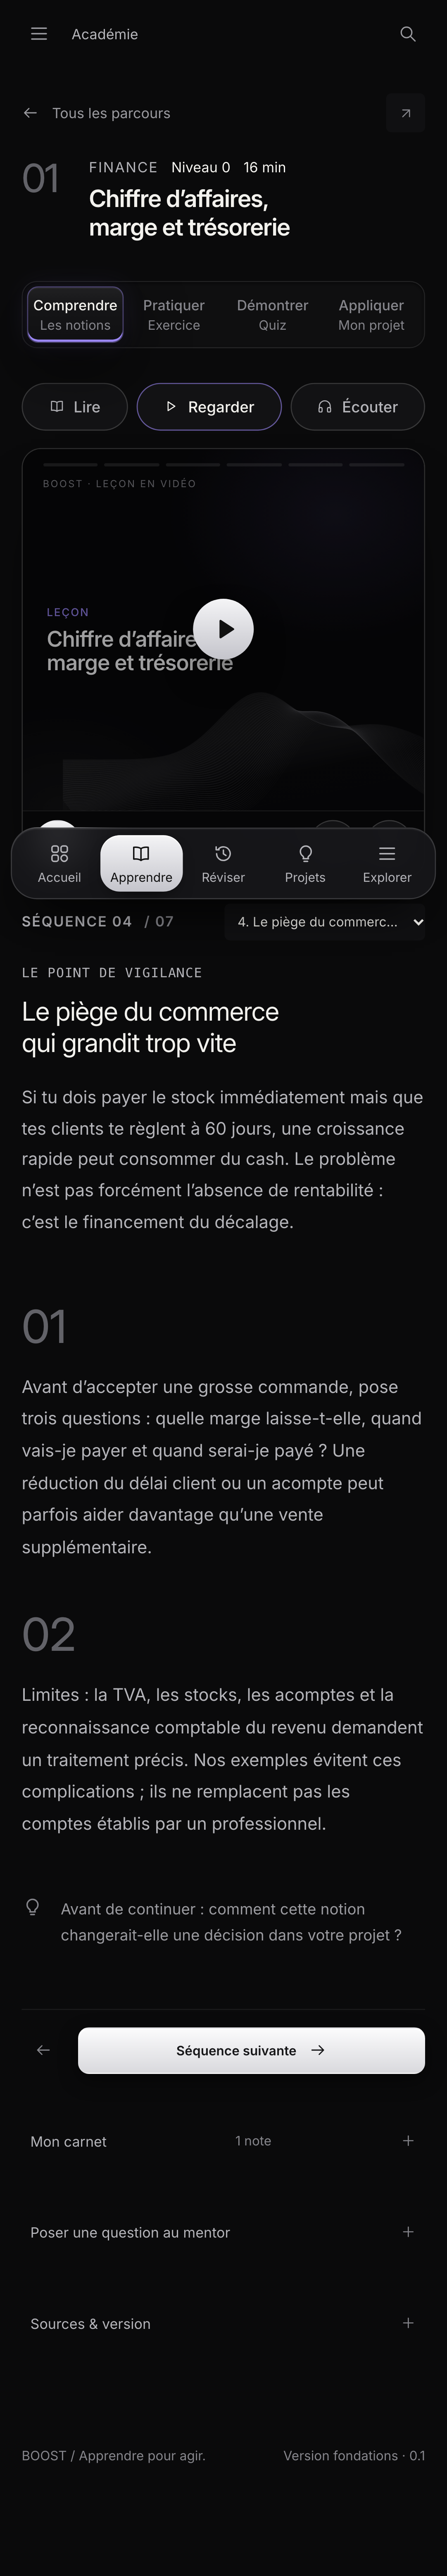 Académie
Tous les parcours
01
FINANCE Niveau 0 16 min
Chiffre d’affaires,
marge et trésorerie
Comprendre
Les notions
Pratiquer
Exercice
Démontrer
Quiz
Appliquer
Mon projet
Lire
Regarder
Écouter
BOOST · LEÇON EN VIDÉO
LEÇON
Chiffre d’affaire
marge et trésorerie
Accueil
Apprendre
Réviser
Projets
Explorer
SÉQUENCE 04 / 07
4. Le piège du commerc…
LE POINT DE VIGILANCE
Le piège du commerce
qui grandit trop vite
Si tu dois payer le stock immédiatement mais que
tes clients te règlent à 60 jours, une croissance
rapide peut consommer du cash. Le problème
n’est pas forcément l’absence de rentabilité :
c’est le financement du décalage.
01
Avant d’accepter une grosse commande, pose
trois questions : quelle marge laisse-t-elle, quand
vais-je payer et quand serai-je payé ? Une
réduction du délai client ou un acompte peut
parfois aider davantage qu’une vente
supplémentaire.
02
Limites : la TVA, les stocks, les acomptes et la
reconnaissance comptable du revenu demandent
un traitement précis. Nos exemples évitent ces
complications ; ils ne remplacent pas les
comptes établis par un professionnel.
Avant de continuer : comment cette notion
changerait-elle une décision dans votre projet ?
Séquence suivante
Mon carnet
1 note
Poser une question au mentor
Sources & version
BOOST / Apprendre pour agir.
Version fondations · 0.1